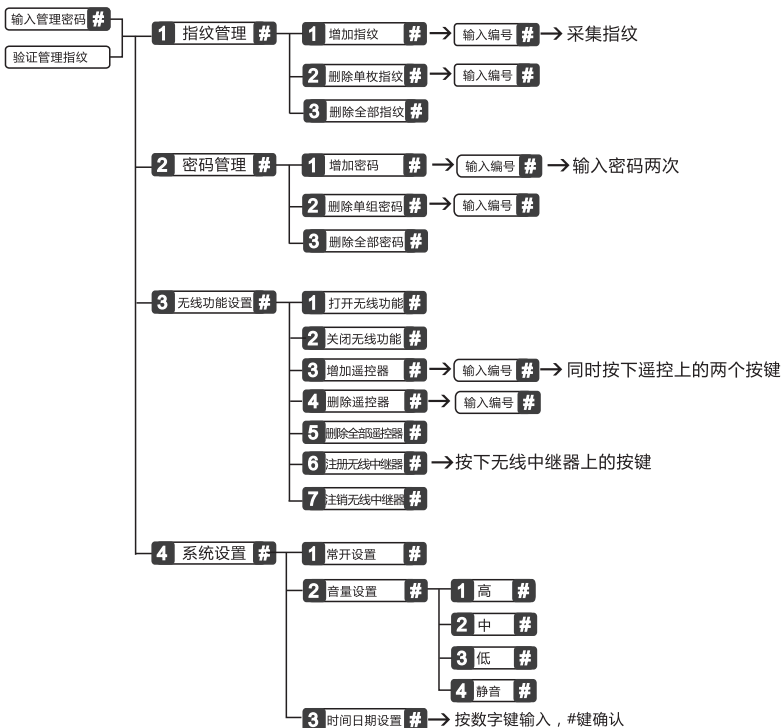 输入管理密码 #
验证管理指纹
1 指纹管理 #
1 增加指纹 # → 输入编号 # → 采集指纹
2 删除单枚指纹 # → 输入编号 #
3 删除全部指纹 #
2 密码管理 #
1 增加密码 # → 输入编号 # → 输入密码两次
2 删除单组密码 # → 输入编号 #
3 删除全部密码 #
3 无线功能设置 #
1 打开无线功能 #
2 关闭无线功能 #
3 增加遥控器 # → 输入编号 # → 同时按下遥控上的两个按键
4 删除遥控器 # → 输入编号 #
5 删除全部遥控器 #
6 注册无线中继器 # → 按下无线中继器上的按键
7 注销无线中继器 #
4 系统设置 #
1 常开设置 #
2 音量设置 #
1 高 #
2 中 #
3 低 #
4 静音 #
3 时间日期设置 # → 按数字键输入，#键确认